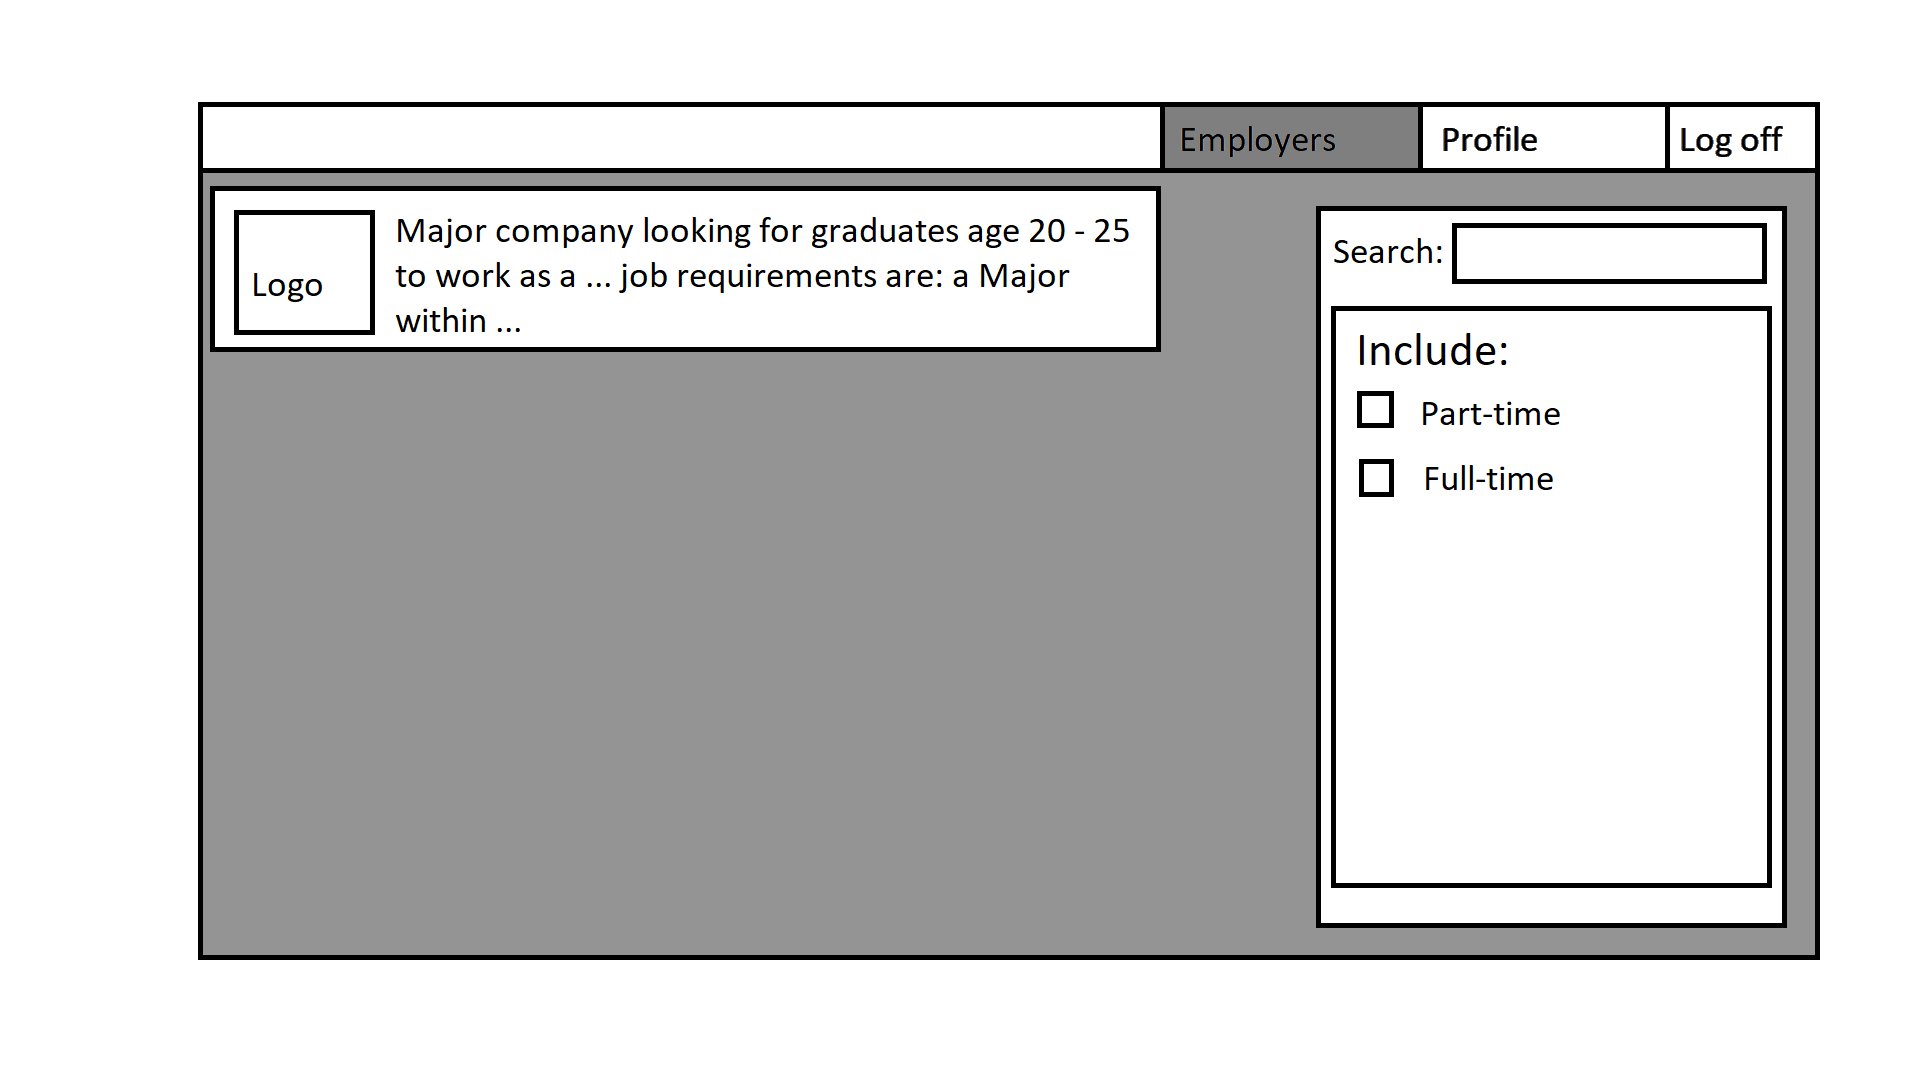 Employers
Profile
Log off
Logo
Major company looking for graduates age 20 - 25
to work as a ... job requirements are: a Major
within ...
Search:
Include:
Part-time
Full-time